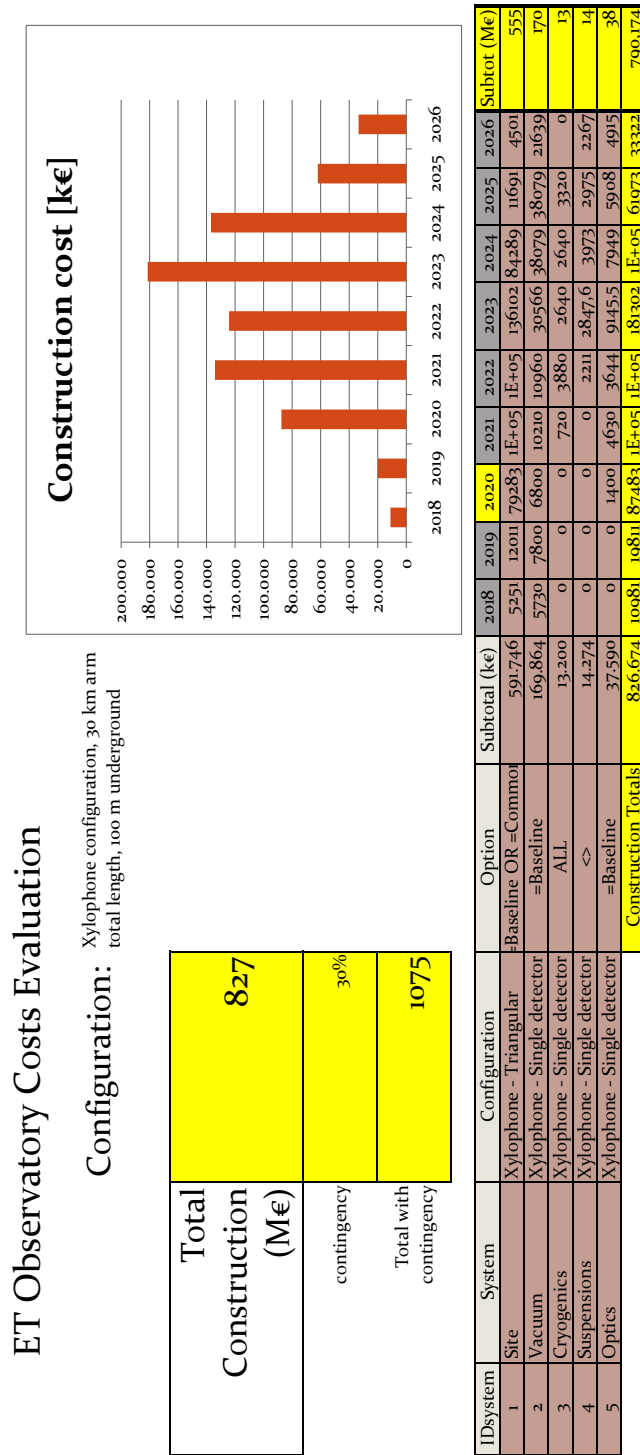 ET Observatory Costs Evaluation
Configuration: Xylophone configuration, 30 km arm
total length, 100 m underground
Total
Construction
(M€)
827
contingency
30%
Total with
contingency
1075
Construction cost [k€]
200.000
180.000
160.000
140.000
120.000
100.000
80.000
60.000
40.000
20.000
0
2018 2019 2020 2021 2022 2023 2024 2025 2026
IDsystem System Configuration Option Subtotal (k€) 2018 2019 2020 2021 2022 2023 2024 2025 2026 Subtot (M€)
1 Site Xylophone - Triangular =Baseline OR =Common 591.746 5251 12011 79283 1E+05 1E+05 136102 84289 11691 4501 555
2 Vacuum Xylophone - Single detector =Baseline 169.864 5730 7800 6800 10210 10960 30566 38079 38079 21639 170
3 Cryogenics Xylophone - Single detector ALL 13.200 0 0 0 720 3880 2640 2640 3320 0 13
4 Suspensions Xylophone - Single detector <> 14.274 0 0 0 0 2211 2847,6 3973 2975 2267 14
5 Optics Xylophone - Single detector =Baseline 37.590 0 0 1400 4630 3644 9145,5 7949 5908 4915 38
Construction Totals 826.674 10981 19811 87483 1E+05 1E+05 181302 1E+05 61973 33322 790,174